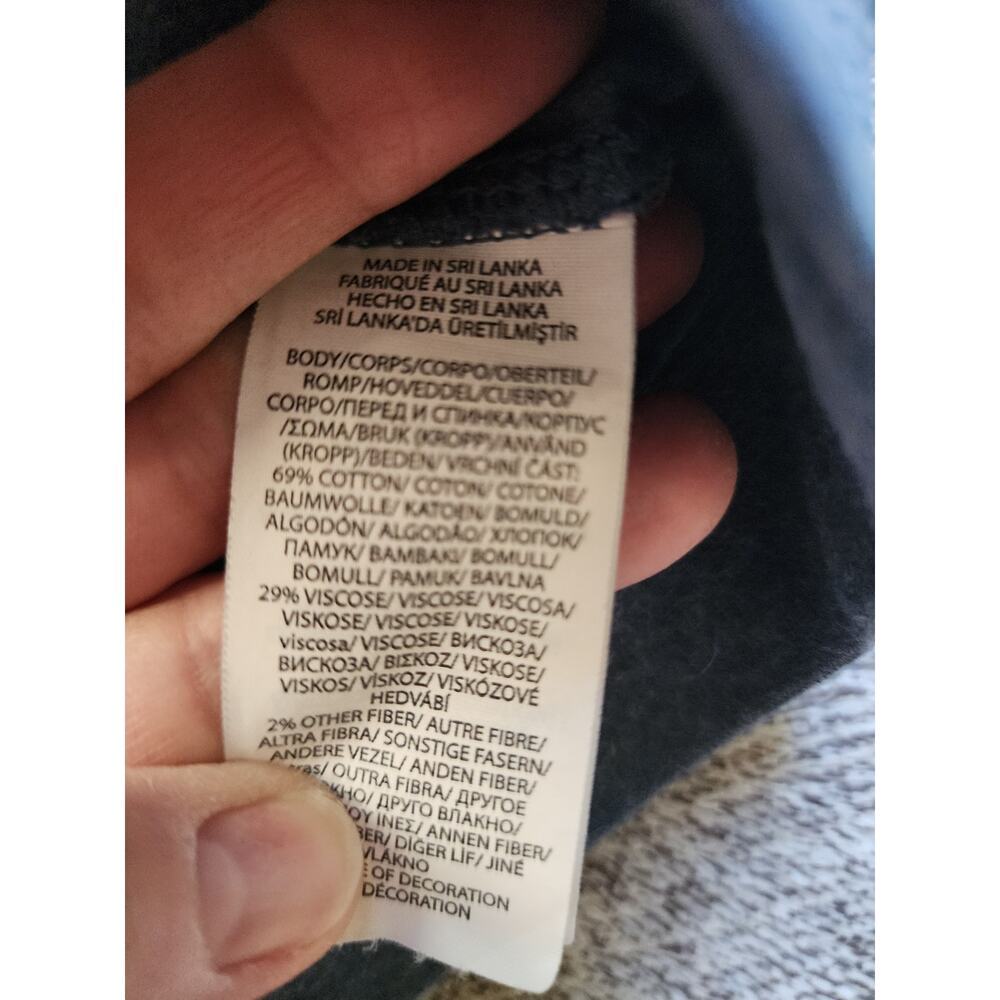 MADE IN SRI LANKA
FABRIQUÉ AU SRI LANKA
HECHO EN SRI LANKA
SRİ LANKA'DA ÜRETİLMİŞTİR
BODY/CORPS/CORPO/OBERTEIL/
ROMP/HOVEDDEL/CUERPO/
CORPO/ПЕРЕД И СПИНКА/КОРПУС
/ΣΩΜΑ/BRUK (KROPP)/ANVÄND
(KROPP)/BEDEN/ VRCHNÍ ČÁST:
69% COTTON/ COTON/ COTONE/
BAUMWOLLE/ KATOEN/ BOMULD/
ALGODÓN/ ALGODÃO/ ХЛОПОК/
ПАМУК/ ΒΑΜΒΑΚΙ/ BOMULL/
BOMULL/ PAMUK/ BAVLNA
29% VISCOSE/ VISCOSE/ VISCOSA/
VISKOSE/ VISCOSE/ VISKOSE/
viscosa/ VISCOSE/ ВИСКОЗА/
ВИСКОЗА/ ΒΙΣΚΟΖ/ VISKOSE/
VISKOS/ VİSKOZ/ VISKÓZOVÉ
HEDVÁBÍ
2% OTHER FIBER/ AUTRE FIBRE/
ALTRA FIBRA/ SONSTIGE FASERN/
ANDERE VEZEL/ ANDEN FIBER/
OUTRA FIBRA/ ДРУГОЕ
ДРУГО ВЛАКНО/
ΙΝΕΣ/ ANNEN FIBER/
DİĞER LİF/ JINÉ
VLÁKNO
OF DECORATION
DÉCORATION